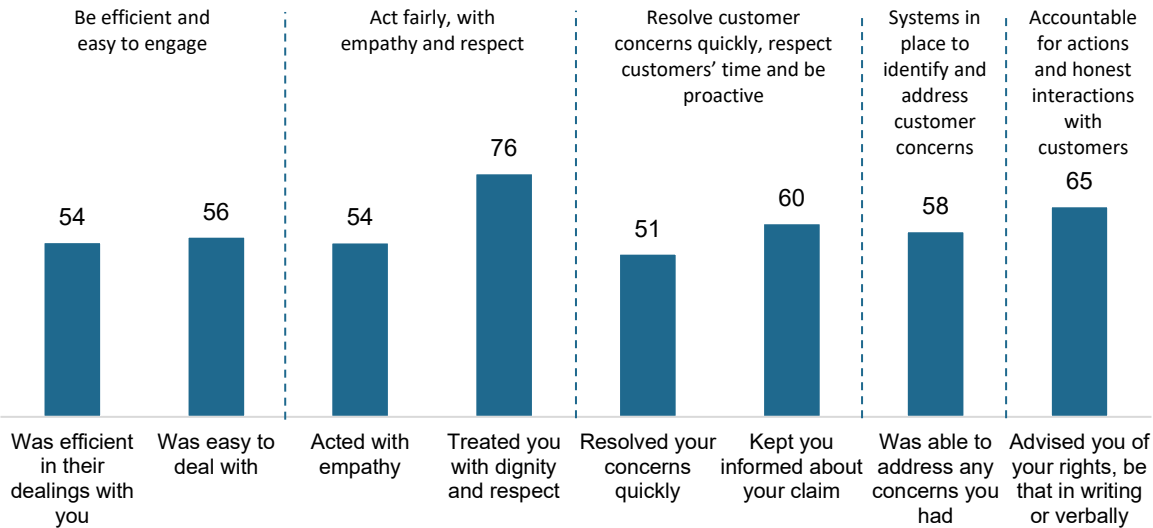 Be efficient and
easy to engage
Act fairly, with
empathy and respect
Resolve customer
concerns quickly, respect
customers’ time and be
proactive
Systems in
place to
identify and
address
customer
concerns
Accountable
for actions
and honest
interactions
with
customers
54
56
54
76
51
60
58
65
Was efficient
in their
dealings with
you
Was easy to
deal with
Acted with
empathy
Treated you
with dignity
and respect
Resolved your
concerns
quickly
Kept you
informed about
your claim
Was able to
address any
concerns you
had
Advised you of
your rights, be
that in writing
or verbally